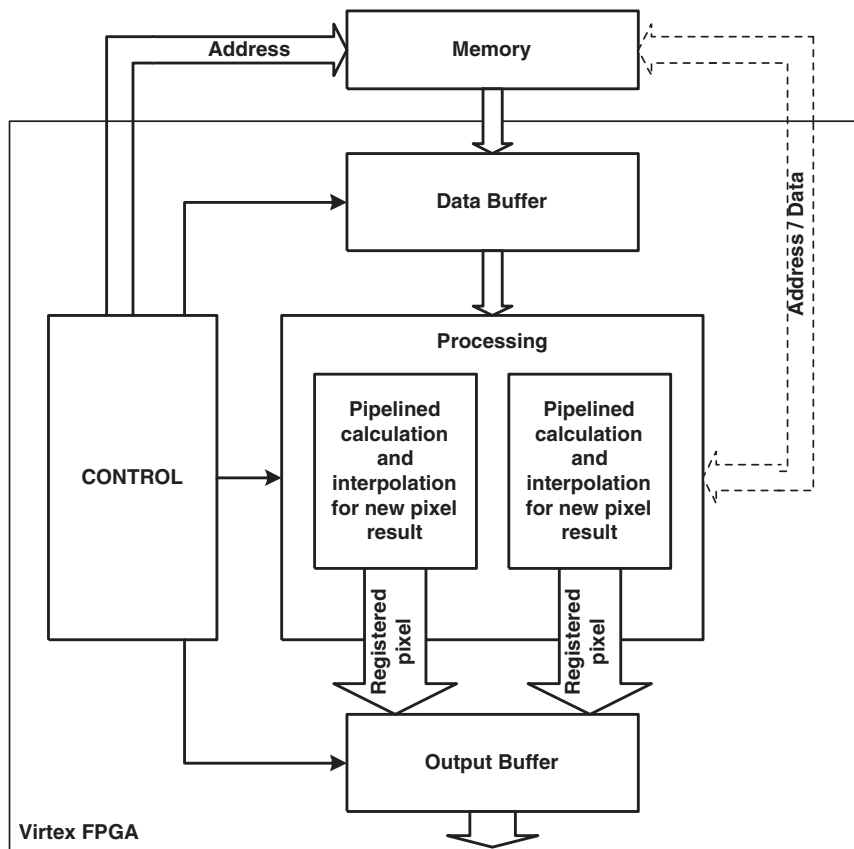 Address
Memory
Data Buffer
Address / Data
Processing
Pipelined
calculation
and
interpolation
for new pixel
result
Pipelined
calculation
and
interpolation
for new pixel
result
CONTROL
Registered
pixel
Registered
pixel
Output Buffer
Virtex FPGA